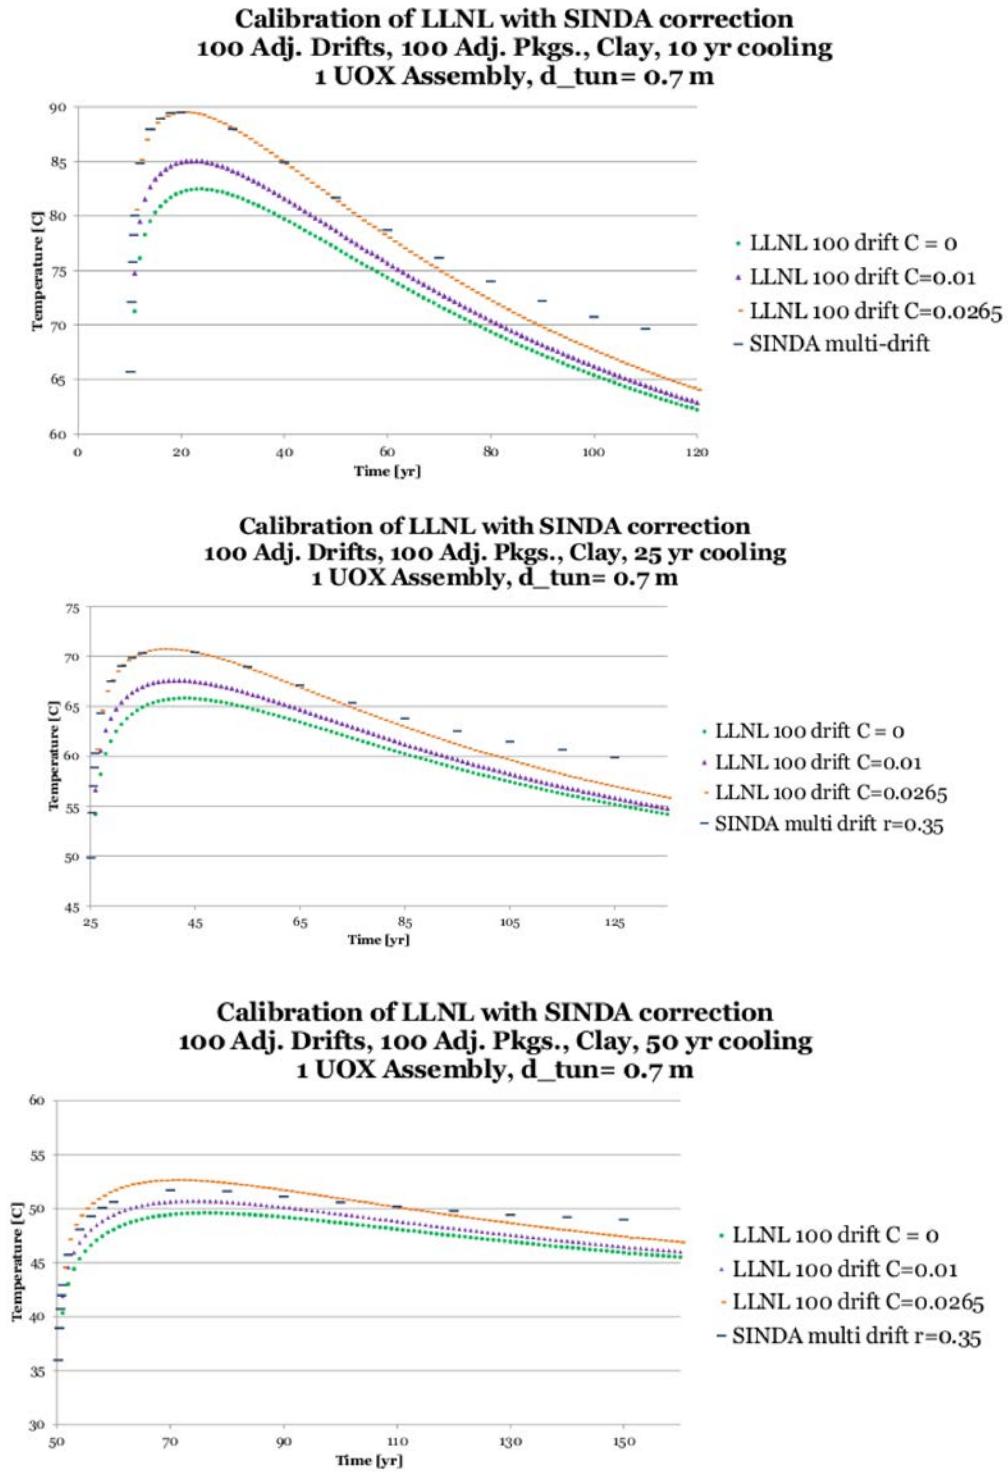 Calibration of LLNL with SINDA correction
100 Adj. Drifts, 100 Adj. Pkgs., Clay, 10 yr cooling
1 UOX Assembly, d_tun= 0.7 m
90
85
80
75
70
65
60
Temperature [C]
0 20 40 60 80 100 120
Time [yr]
LLNL 100 drift C = 0
LLNL 100 drift C=0.01
LLNL 100 drift C=0.0265
SINDA multi-drift
Calibration of LLNL with SINDA correction
100 Adj. Drifts, 100 Adj. Pkgs., Clay, 25 yr cooling
1 UOX Assembly, d_tun= 0.7 m
75
70
65
60
55
50
45
Temperature [C]
25 45 65 85 105 125
Time [yr]
LLNL 100 drift C = 0
LLNL 100 drift C=0.01
LLNL 100 drift C=0.0265
SINDA multi drift r=0.35
Calibration of LLNL with SINDA correction
100 Adj. Drifts, 100 Adj. Pkgs., Clay, 50 yr cooling
1 UOX Assembly, d_tun= 0.7 m
60
55
50
45
40
35
30
Temperature [C]
50 70 90 110 130 150
Time [yr]
LLNL 100 drift C = 0
LLNL 100 drift C=0.01
LLNL 100 drift C=0.0265
SINDA multi drift r=0.35